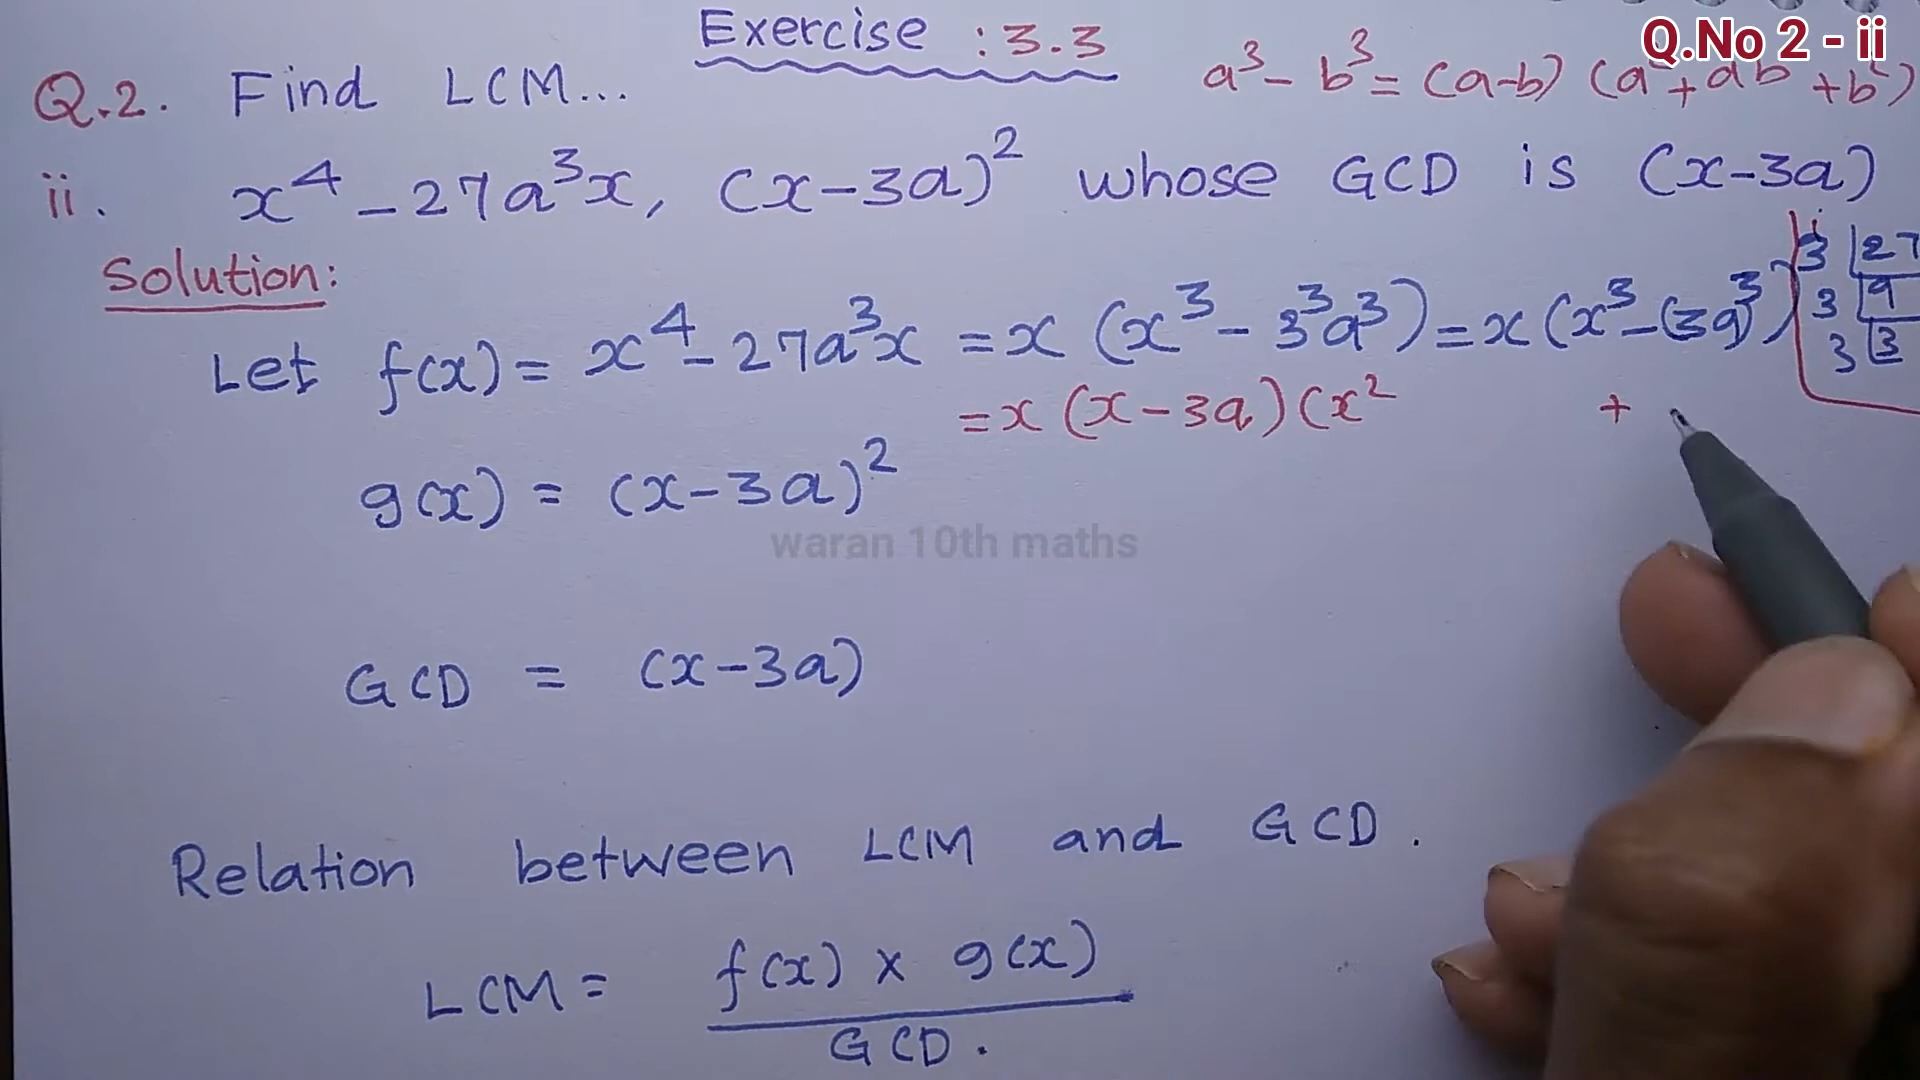 Exercise : 3.3
Q.No 2 - ii
a³ - b³ = (a-b) (a² + ab + b²)
Q.2. Find LCM...
ii. x⁴ - 27a³x, (x-3a)² whose GCD is (x-3a)
Solution:
Let f(x) = x⁴ - 27a³x = x (x³ - 3³a³) = x (x³ - (3a)³)
3 | 27
3 | 9
3 | 3
= x (x-3a) (x² +
g(x) = (x-3a)²
waran 10th maths
GCD = (x-3a)
Relation between LCM and GCD.
LCM = f(x) x g(x)
GCD.